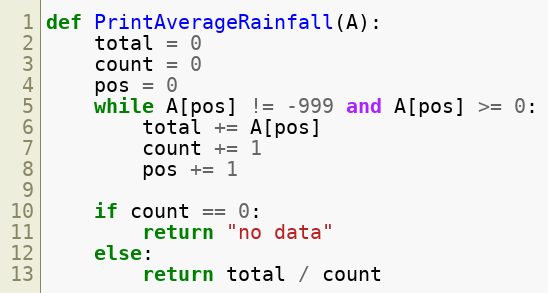 1 def PrintAverageRainfall(A):
2     total = 0
3     count = 0
4     pos = 0
5     while A[pos] != -999 and A[pos] >= 0:
6         total += A[pos]
7         count += 1
8         pos += 1
9
10     if count == 0:
11         return "no data"
12     else:
13         return total / count